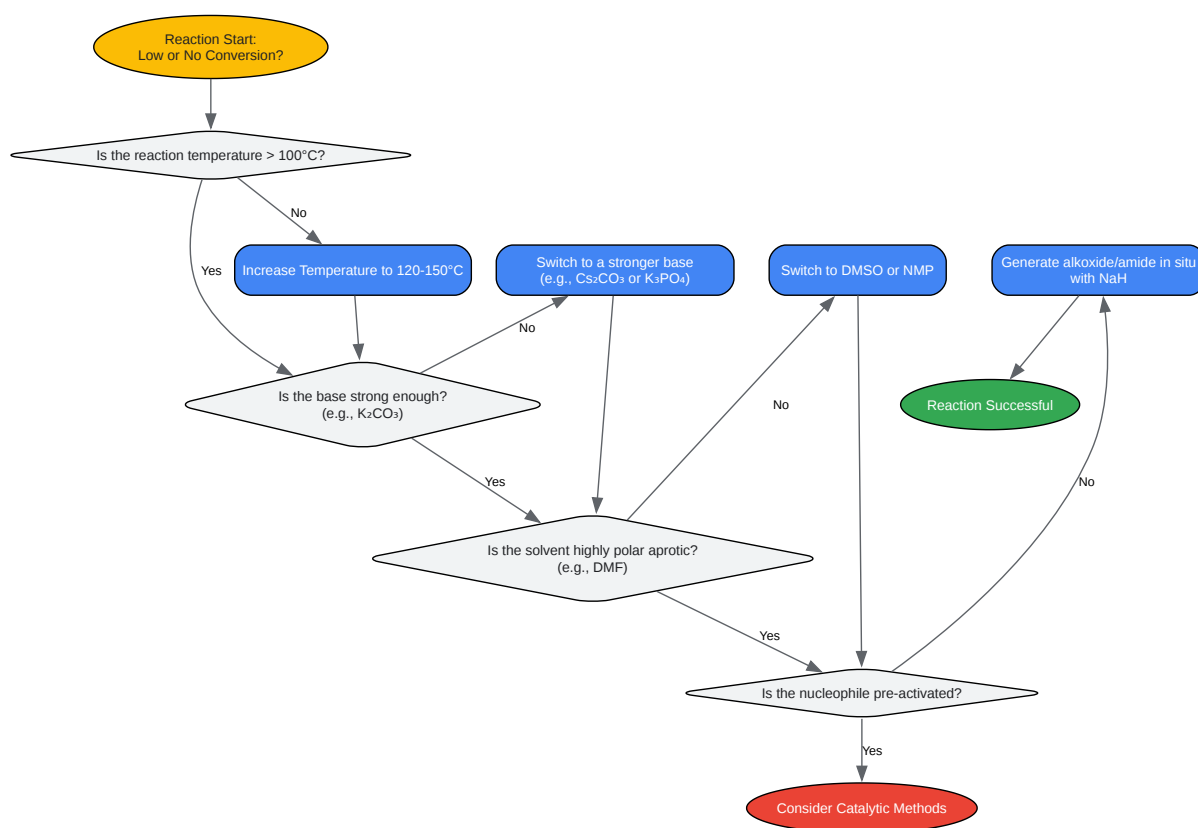 Reaction Start:
Low or No Conversion?
Is the reaction temperature > 100°C?
No
Yes
Increase Temperature to 120-150°C
Switch to a stronger base
(e.g., Cs₂CO₃ or K₃PO₄)
Switch to DMSO or NMP
Generate alkoxide/amide in situ
with NaH
No
Is the base strong enough?
(e.g., K₂CO₃)
No
Reaction Successful
Yes
No
Is the solvent highly polar aprotic?
(e.g., DMF)
Yes
Is the nucleophile pre-activated?
Yes
Consider Catalytic Methods